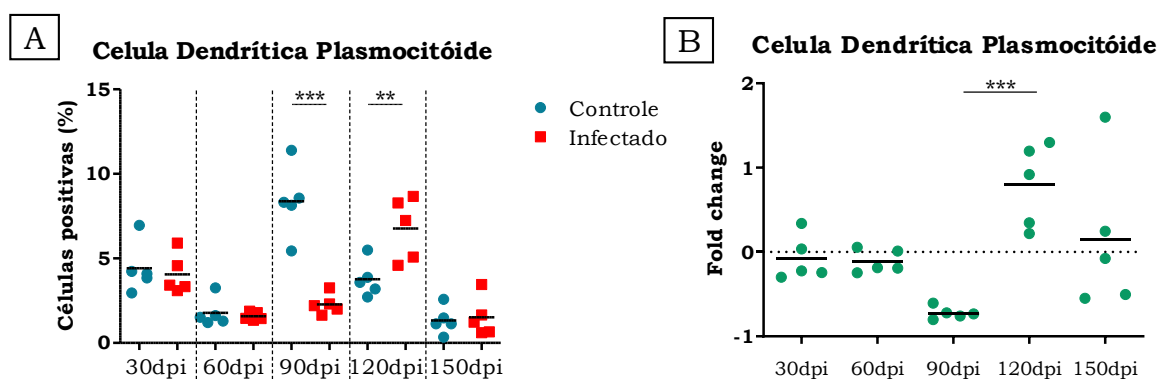 A
Celula Dendrítica Plasmocitóide
Células positivas (%)
15
10
5
0
***
**
30dpi 60dpi 90dpi 120dpi 150dpi
Controle
Infectado
B
Celula Dendrítica Plasmocitóide
Fold change
2
1
0
-1
***
30dpi 60dpi 90dpi 120dpi 150dpi